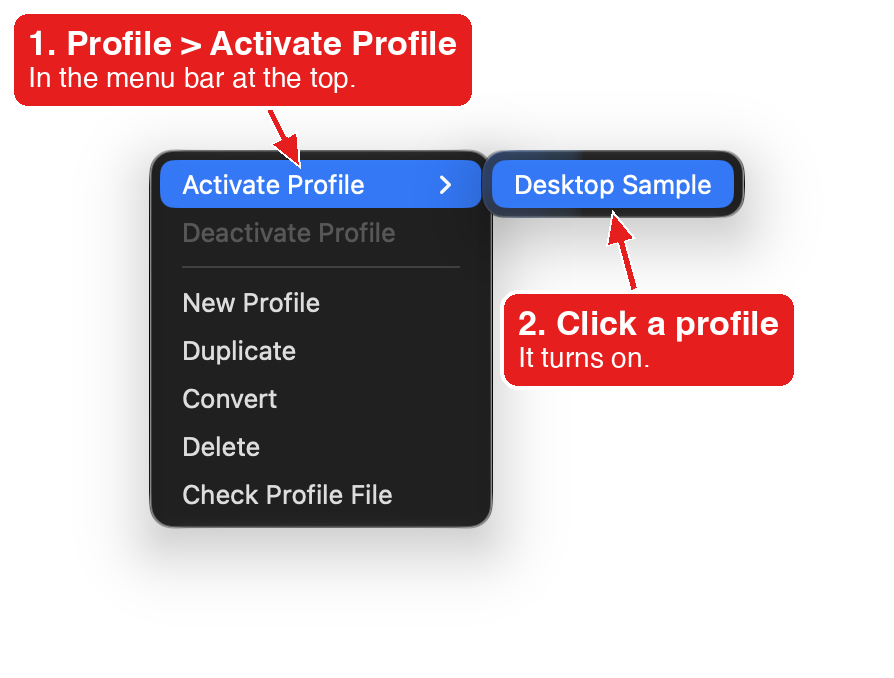 1. Profile > Activate Profile
In the menu bar at the top.
Activate Profile
Desktop Sample
Deactivate Profile
2. Click a profile
It turns on.
New Profile
Duplicate
Convert
Delete
Check Profile File